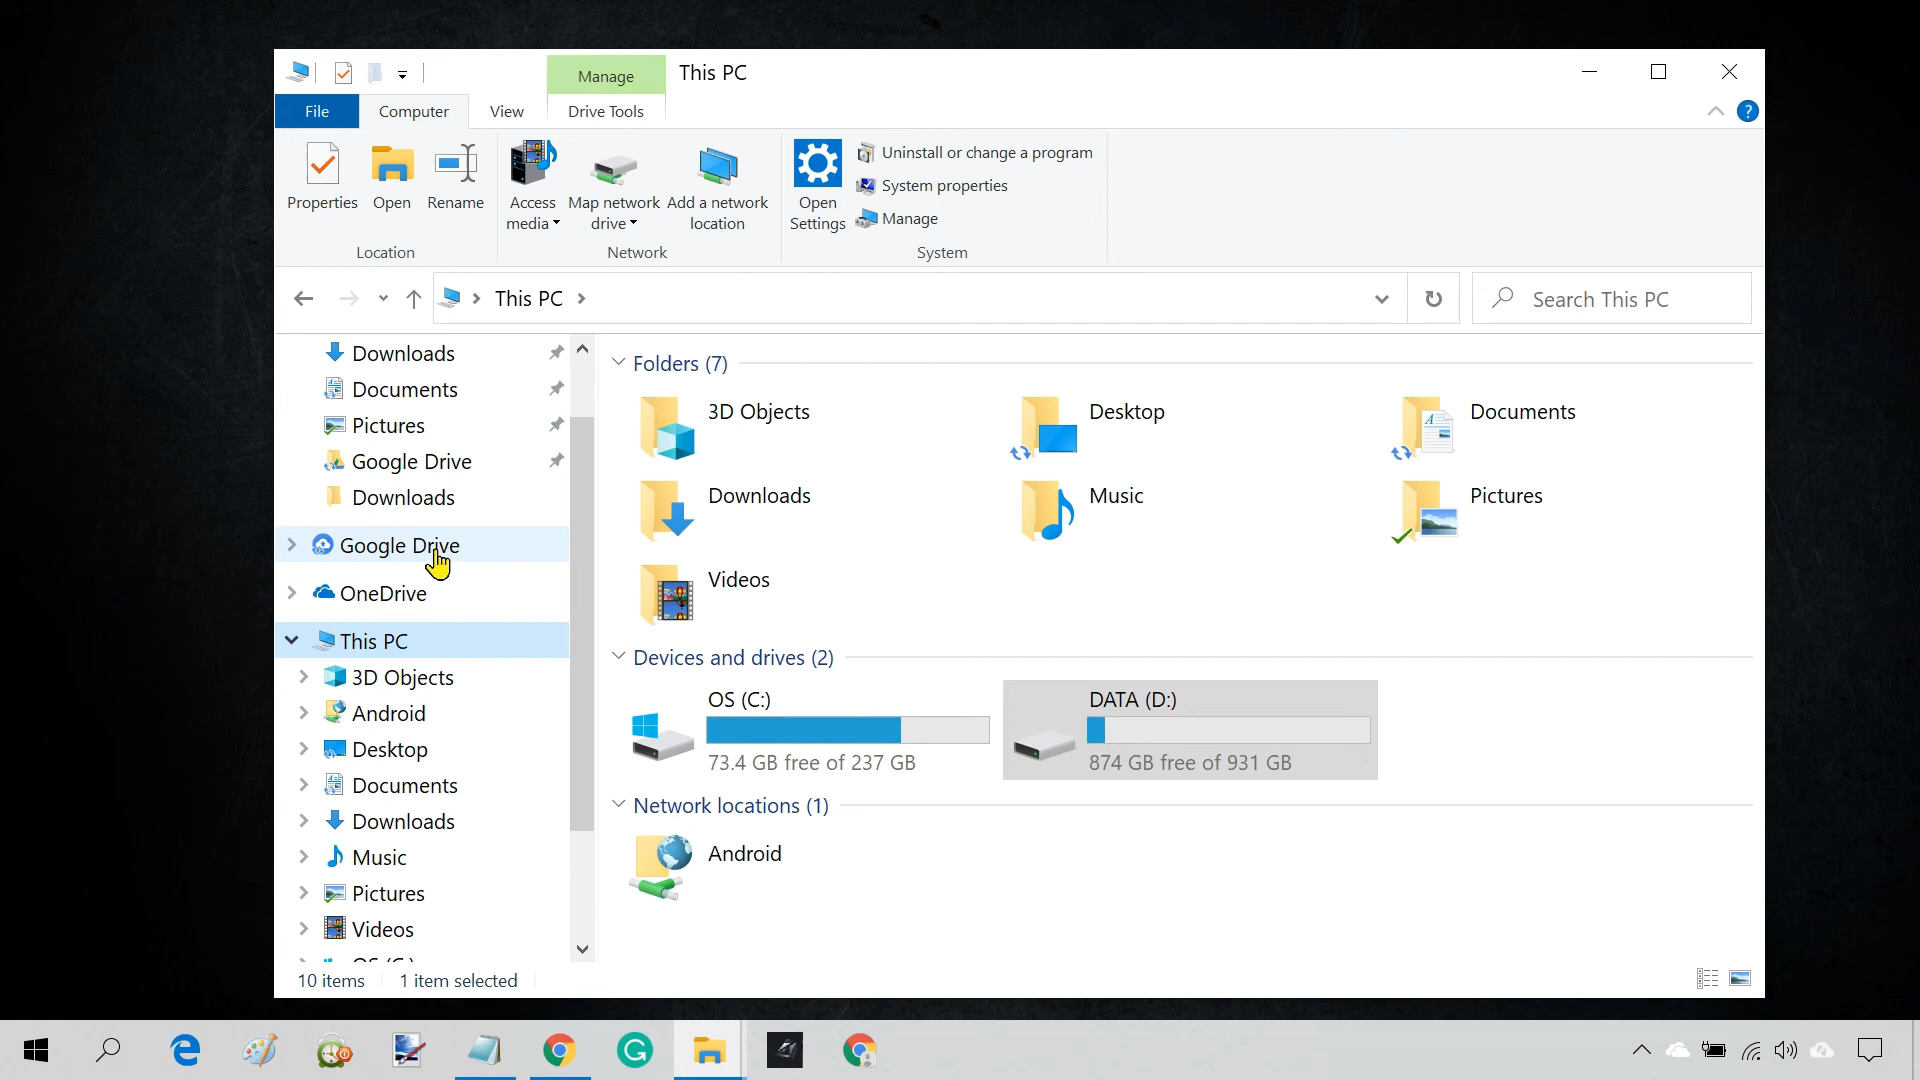 Manage
This PC
File
Computer
View
Drive Tools
Properties
Open
Rename
Access
media
Map network
drive
Add a network
location
Open
Settings
Uninstall or change a program
System properties
Manage
Location
Network
System
This PC
Search This PC
Downloads
Documents
Pictures
Google Drive
Downloads
Google Drive
OneDrive
This PC
3D Objects
Android
Desktop
Documents
Downloads
Music
Pictures
Videos
OS (C:)
Folders (7)
3D Objects
Desktop
Documents
Downloads
Music
Pictures
Videos
Devices and drives (2)
OS (C:)
73.4 GB free of 237 GB
DATA (D:)
874 GB free of 931 GB
Network locations (1)
Android
10 items
1 item selected